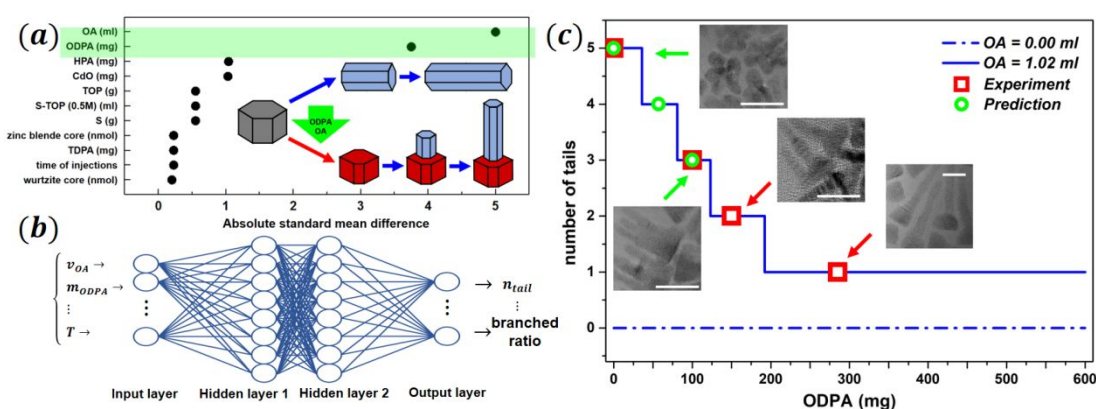 (a)
OA (ml)
ODPA (mg)
HPA (mg)
CdO (mg)
TOP (g)
S-TOP (0.5M) (ml)
S (g)
zinc blende core (nmol)
TDPA (mg)
time of injections
wurtzite core (nmol)
ODPA
OA
0 1 2 3 4 5
Absolute standard mean difference
(b)
v_OA →
m_ODPA →
⋮
T →
→ n_tail
⋮
→ branched
ratio
Input layer Hidden layer 1 Hidden layer 2 Output layer
(c)
OA = 0.00 ml
OA = 1.02 ml
Experiment
Prediction
number of tails
5
4
3
2
1
0
0 100 200 300 400 500 600
ODPA (mg)